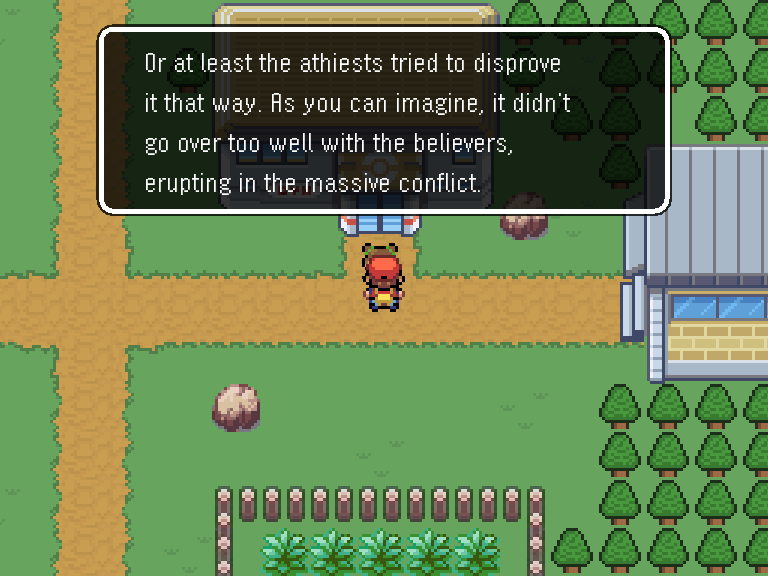 Or at least the athiests tried to disprove
it that way. As you can imagine, it didn't
go over too well with the believers,
erupting in the massive conflict.